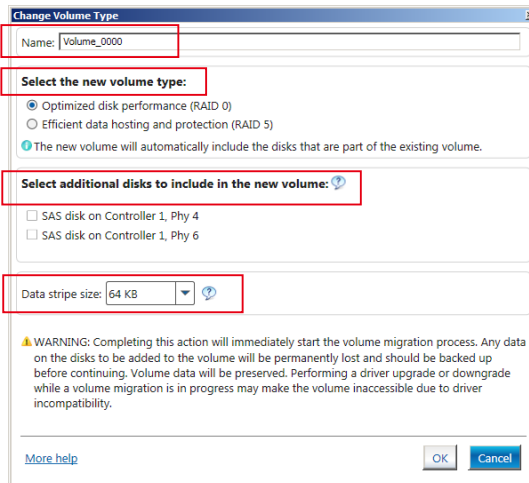 Change Volume Type
Name: Volume_0000
Select the new volume type:
Optimized disk performance (RAID 0)
Efficient data hosting and protection (RAID 5)
The new volume will automatically include the disks that are part of the existing volume.
Select additional disks to include in the new volume:
SAS disk on Controller 1, Phy 4
SAS disk on Controller 1, Phy 6
Data stripe size: 64 KB
WARNING: Completing this action will immediately start the volume migration process. Any data
on the disks to be added to the volume will be permanently lost and should be backed up
before continuing. Volume data will be preserved. Performing a driver upgrade or downgrade
while a volume migration is in progress may make the volume inaccessible due to driver
incompatibility.
More help
OK
Cancel